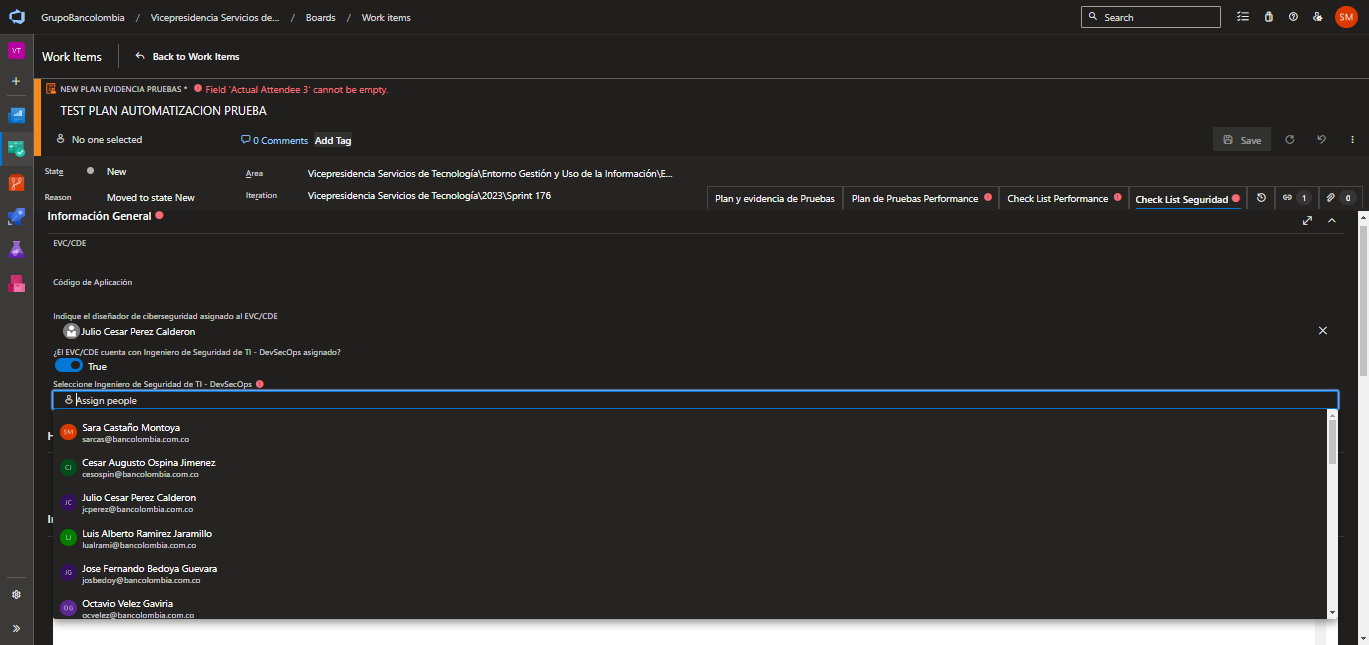 GrupoBancolombia / Vicepresidencia Servicios de... / Boards / Work items
Search
SM
VT
Work Items
Back to Work Items
NEW PLAN EVIDENCIA PRUEBAS * Field 'Actual Attendee 3' cannot be empty.
TEST PLAN AUTOMATIZACION PRUEBA
No one selected
0 Comments
Add Tag
Save
State
New
Area
Vicepresidencia Servicios de Tecnología\Entorno Gestión y Uso de la Información\E...
Reason
Moved to state New
Iteration
Vicepresidencia Servicios de Tecnología\2023\Sprint 176
Plan y evidencia de Pruebas
Plan de Pruebas Performance
Check List Performance
Check List Seguridad
1
0
Información General
EVC/CDE
Código de Aplicación
Indique el diseñador de ciberseguridad asignado al EVC/CDE
Julio Cesar Perez Calderon
¿El EVC/CDE cuenta con Ingeniero de Seguridad de TI - DevSecOps asignado?
True
Seleccione Ingeniero de Seguridad de TI - DevSecOps
Assign people
SM
Sara Castaño Montoya
sarcas@bancolombia.com.co
CJ
Cesar Augusto Ospina Jimenez
cesospin@bancolombia.com.co
JC
Julio Cesar Perez Calderon
jcperez@bancolombia.com.co
LJ
Luis Alberto Ramirez Jaramillo
lualrami@bancolombia.com.co
JG
Jose Fernando Bedoya Guevara
josbedoy@bancolombia.com.co
OG
Octavio Velez Gaviria
ocvelez@bancolombia.com.co